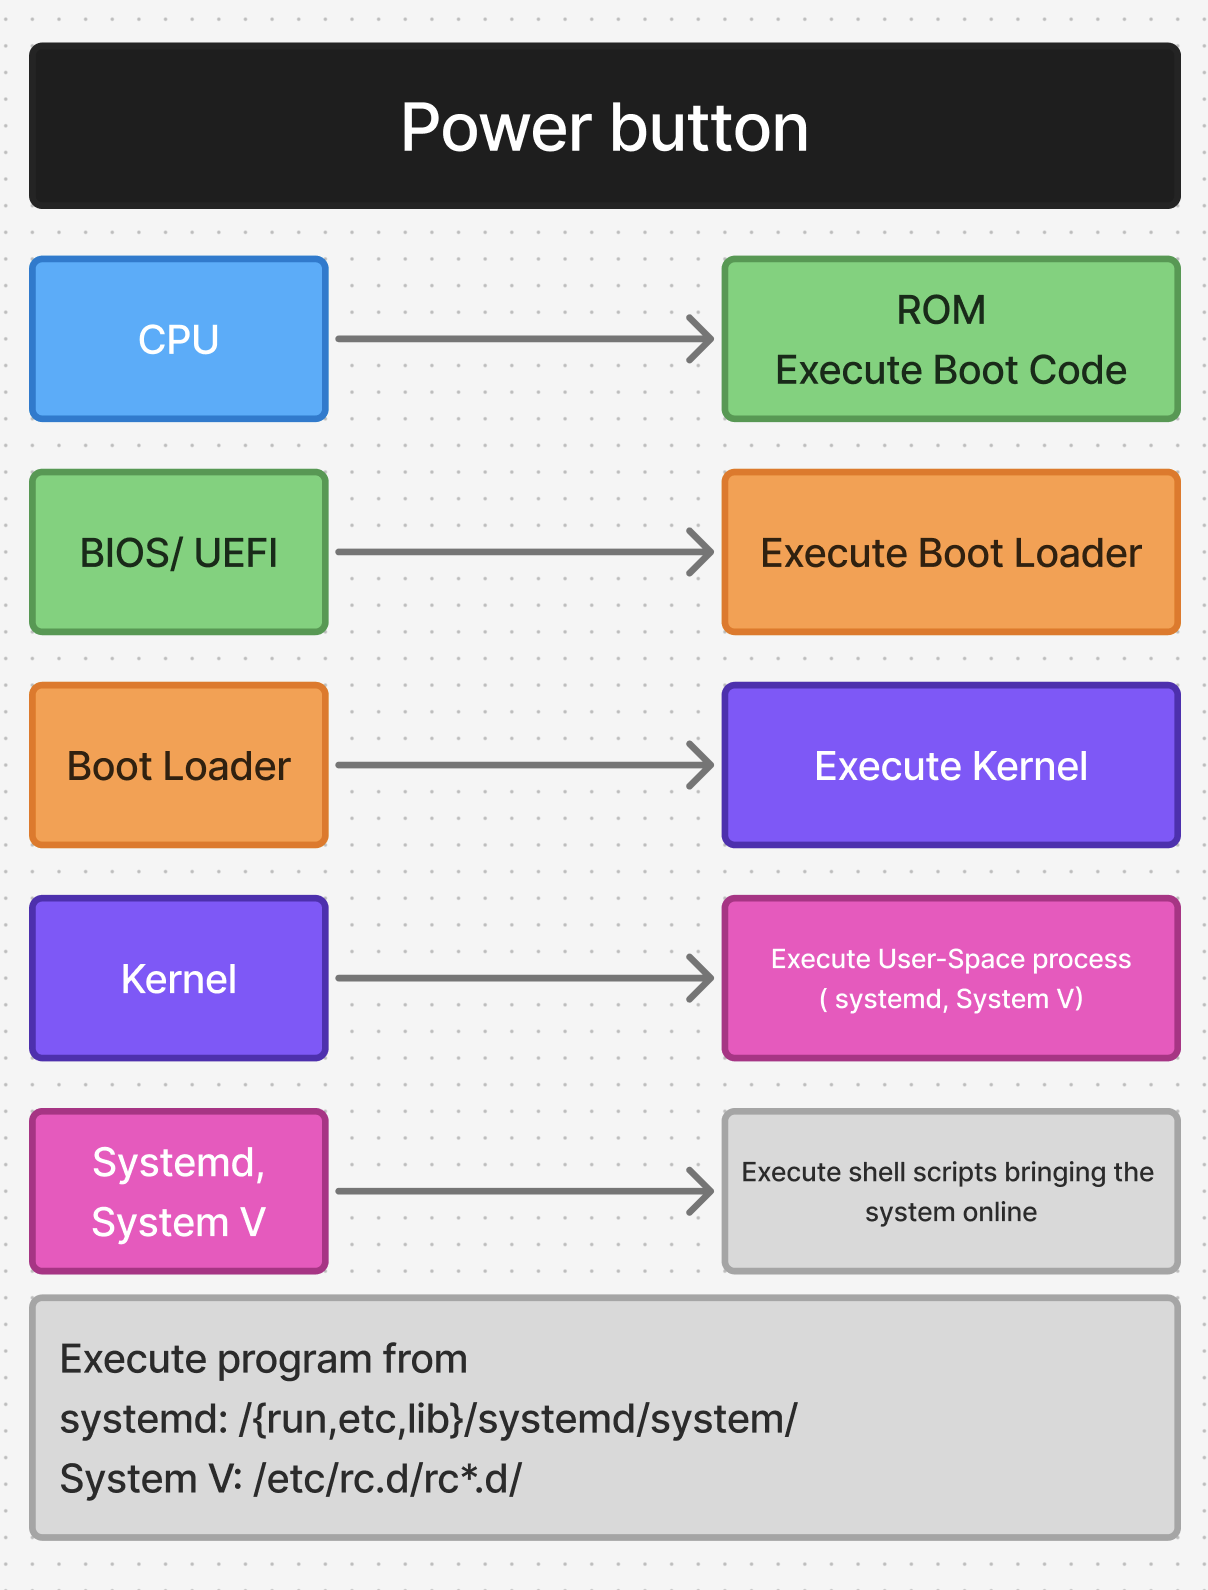 Power button
CPU
ROM
Execute Boot Code
BIOS/ UEFI
Execute Boot Loader
Boot Loader
Execute Kernel
Kernel
Execute User-Space process
( systemd, System V)
Systemd,
System V
Execute shell scripts bringing the
system online
Execute program from
systemd: /{run,etc,lib}/systemd/system/
System V: /etc/rc.d/rc*.d/